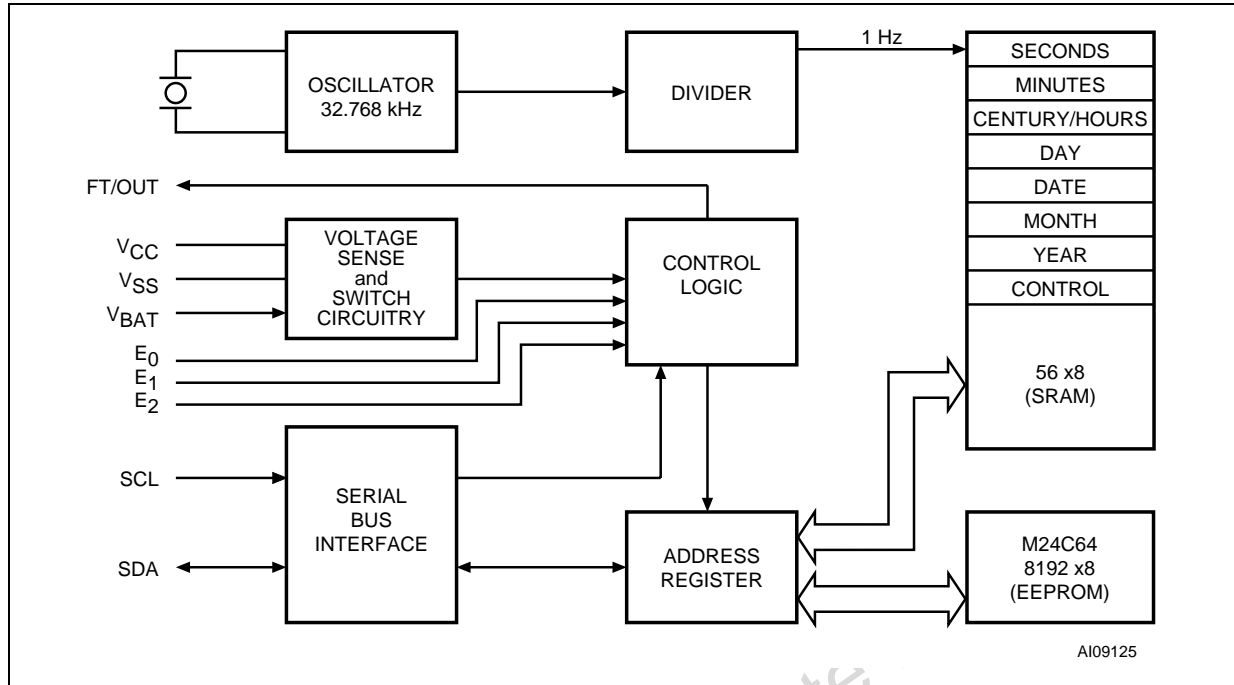 OSCILLATOR
32.768 kHz
DIVIDER
1 Hz
SECONDS
MINUTES
CENTURY/HOURS
DAY
DATE
MONTH
YEAR
CONTROL
56 x8
(SRAM)
FT/OUT
VCC
VSS
VBAT
VOLTAGE
SENSE
and
SWITCH
CIRCUITRY
CONTROL
LOGIC
E0
E1
E2
SCL
SDA
SERIAL
BUS
INTERFACE
ADDRESS
REGISTER
M24C64
8192 x8
(EEPROM)
AI09125